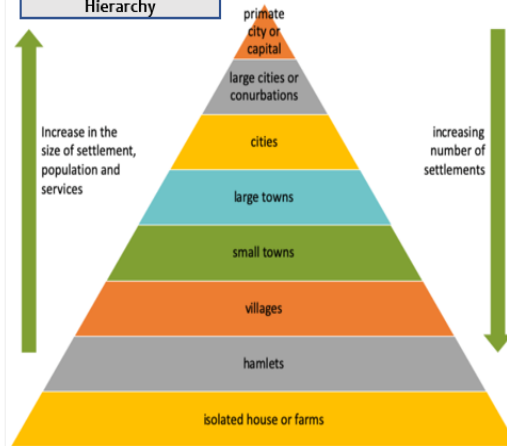 Hierarchy
primate
city or
capital
large cities or
conurbations
Increase in the
size of settlement,
population and
services
cities
increasing
number of
settlements
large towns
small towns
villages
hamlets
isolated house or farms